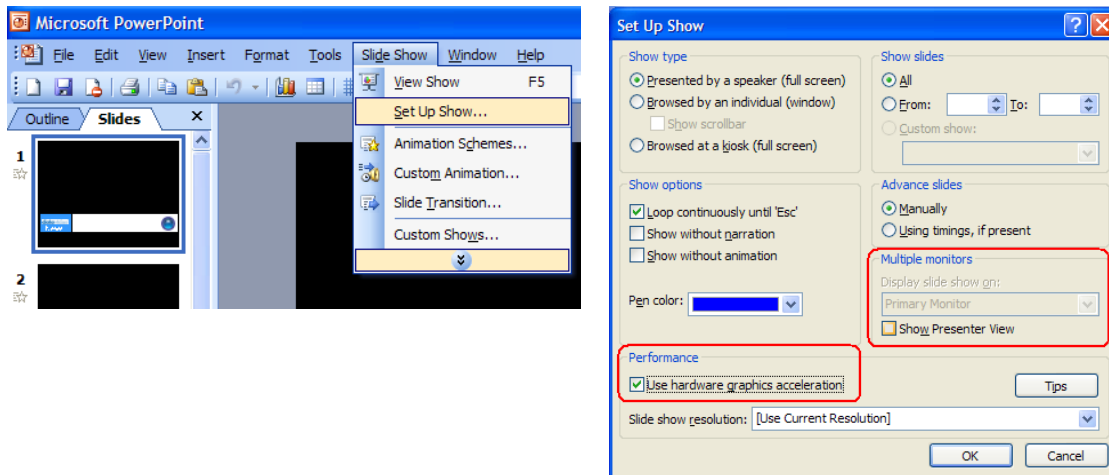 Microsoft PowerPoint
File Edit View Insert Format Tools Slide Show Window Help
Outline Slides
1
2
View Show F5
Set Up Show...
Animation Schemes...
Custom Animation...
Slide Transition...
Custom Shows...
Set Up Show
Show type
Presented by a speaker (full screen)
Browsed by an individual (window)
Show scrollbar
Browsed at a kiosk (full screen)
Show slides
All
From: To:
Custom show:
Show options
Loop continuously until 'Esc'
Show without narration
Show without animation
Pen color:
Advance slides
Manually
Using timings, if present
Multiple monitors
Display slide show on:
Primary Monitor
Show Presenter View
Performance
Use hardware graphics acceleration
Tips
Slide show resolution: [Use Current Resolution]
OK Cancel